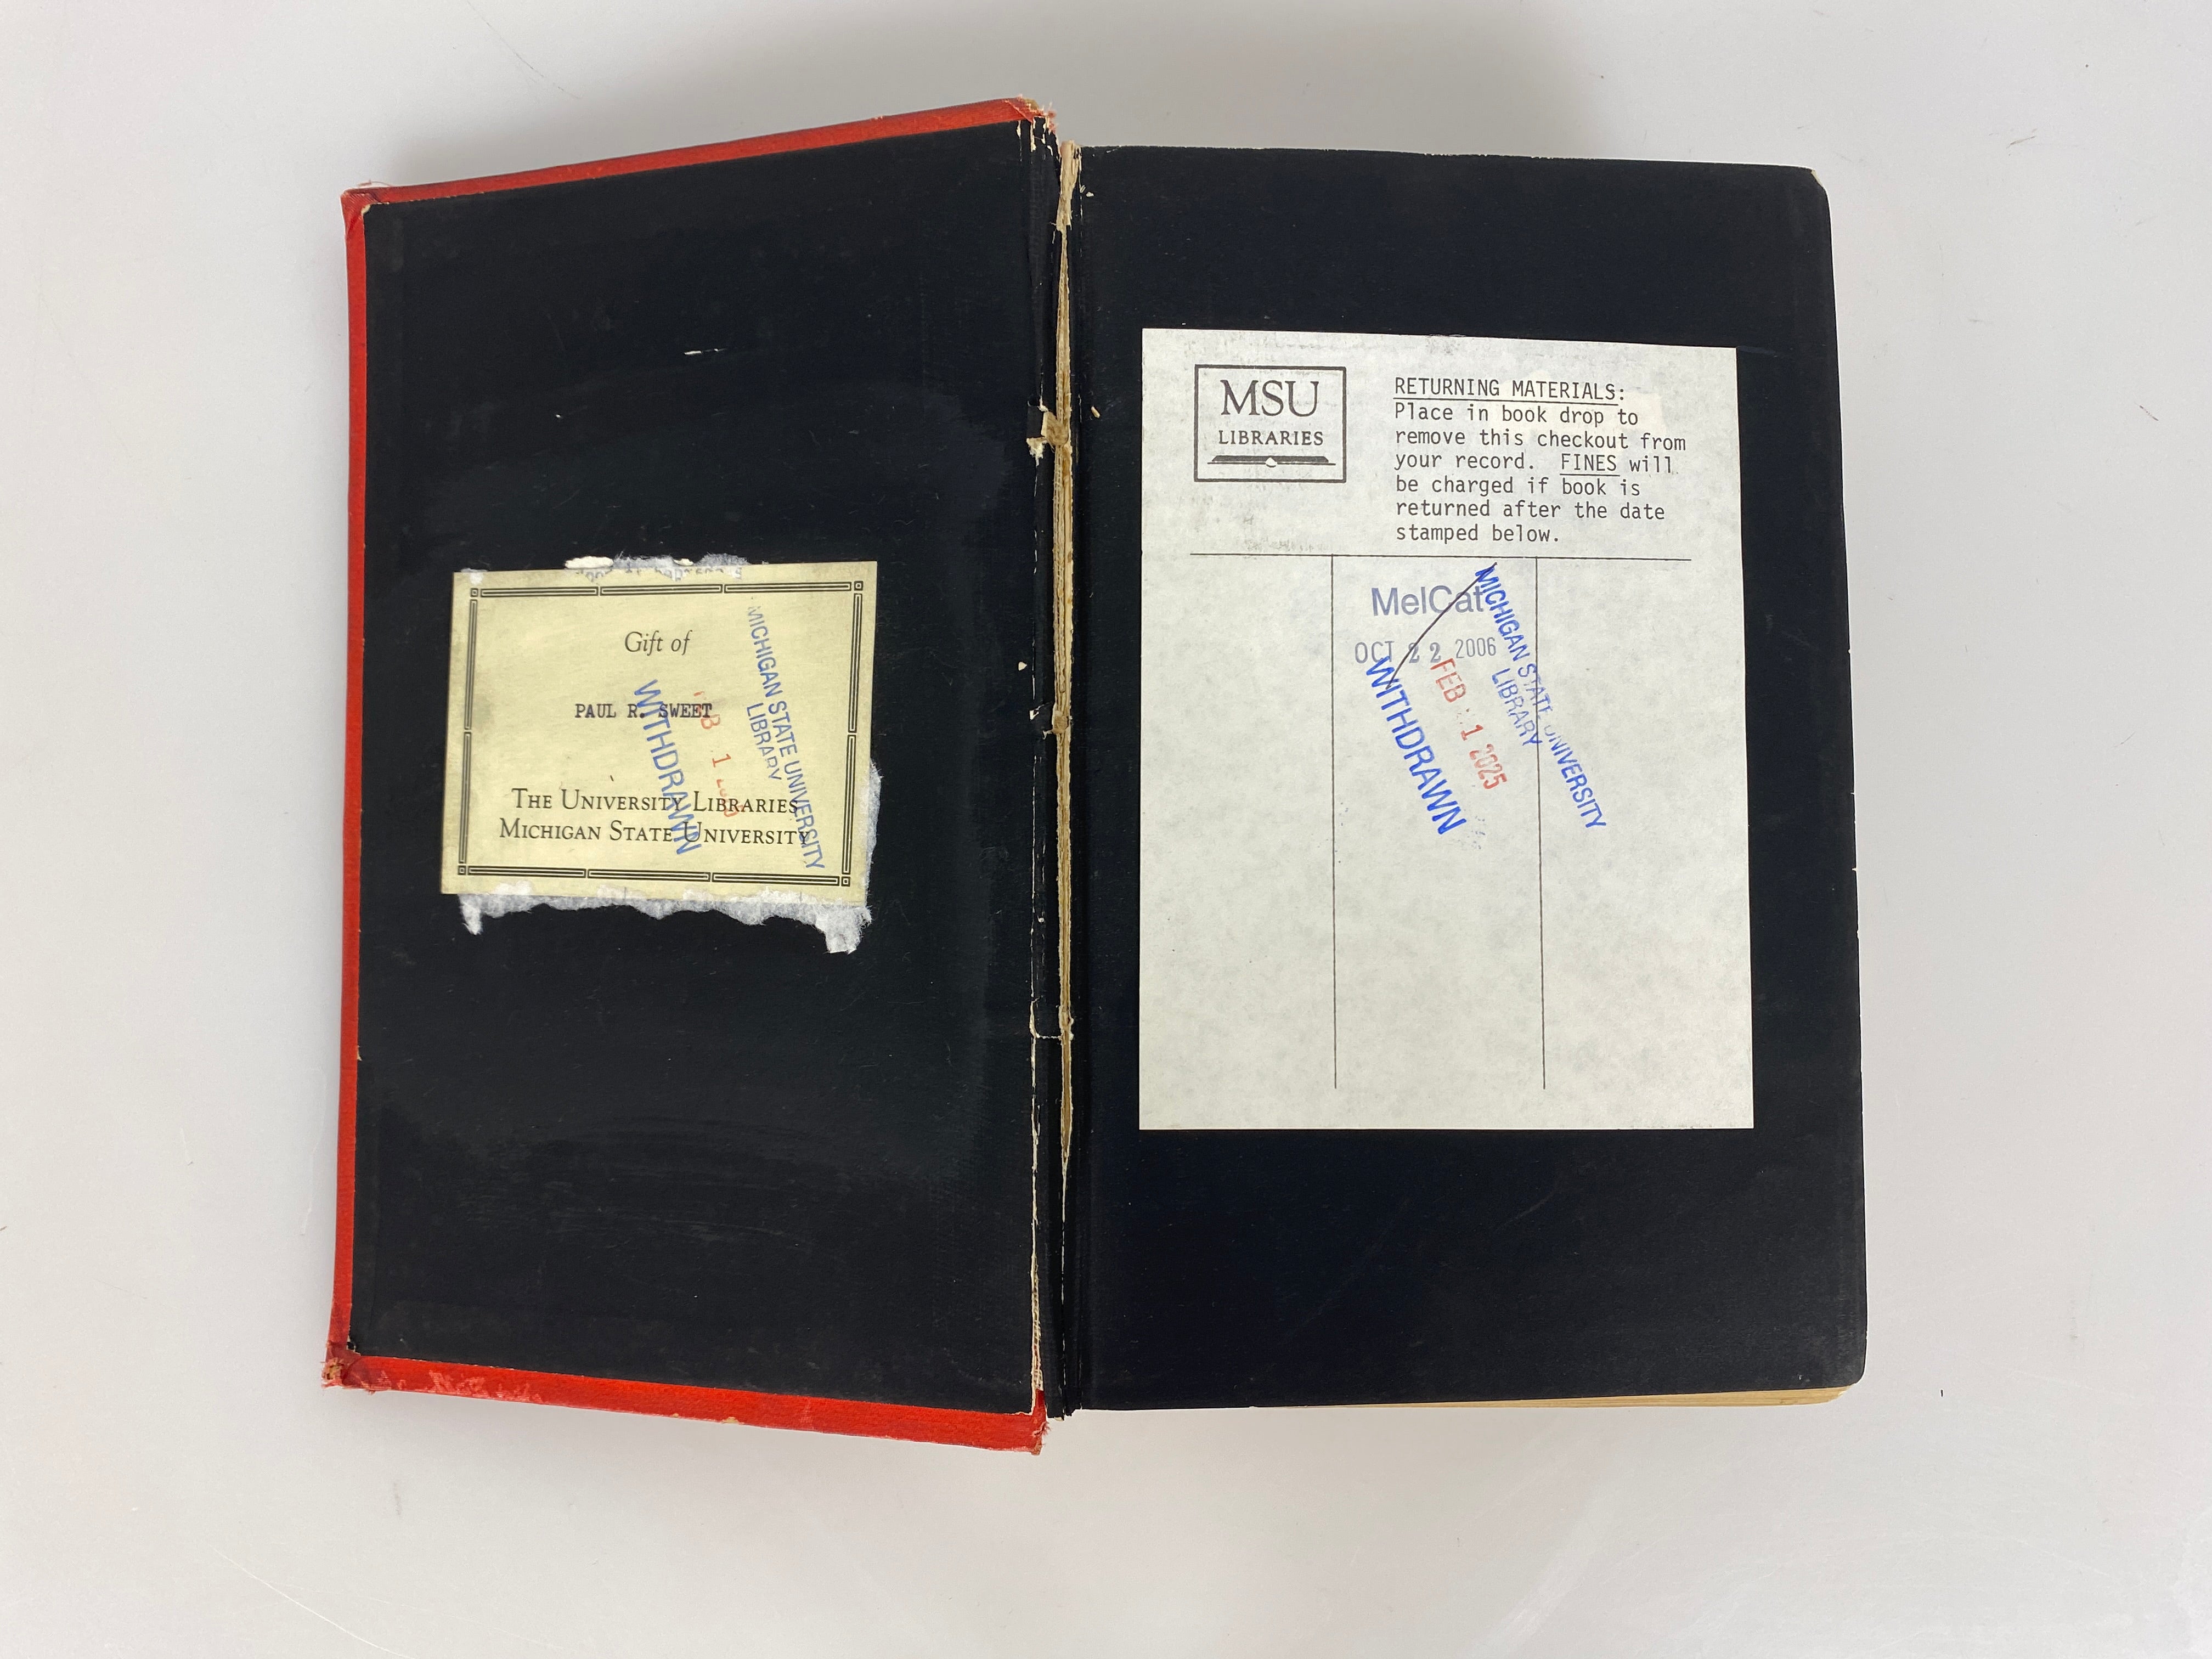 Gift of
PAUL R. SWEET
THE UNIVERSITY LIBRARIES
MICHIGAN STATE UNIVERSITY
MICHIGAN STATE UNIVERSITY
LIBRARY
1
WITHDRAWN
MSU
LIBRARIES
RETURNING MATERIALS:
Place in book drop to
remove this checkout from
your record. FINES will
be charged if book is
returned after the date
stamped below.
MelCat
OCT 22 2006
MICHIGAN STATE UNIVERSITY
LIBRARY
FEB 1 2025
WITHDRAWN